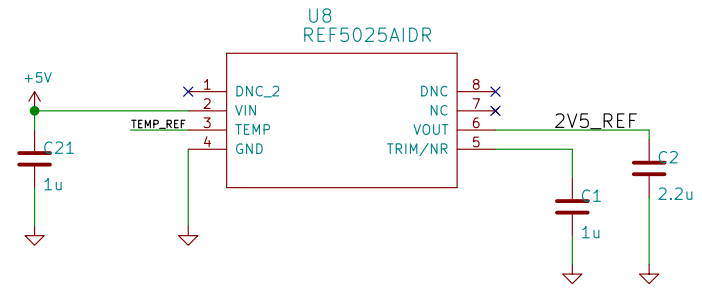 U8
REF5025AIDR
+5V
1 DNC_2 DNC 8
2 VIN NC 7
TEMP_REF 3 TEMP VOUT 6 2V5_REF
4 GND TRIM/NR 5
C21
1u
C2
2.2u
C1
1u